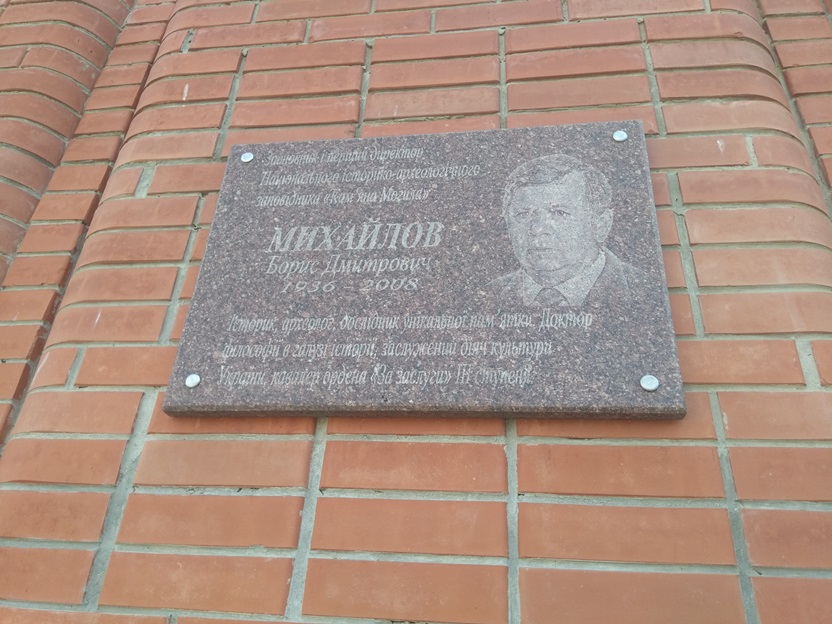 Засновник і перший директор
Національного історико-археологічного
заповідника «Кам'яна Могила»
МИХАЙЛОВ
Борис Дмитрович
1936 - 2008
Історик, археолог, дослідник унікальної пам'ятки. Доктор
філософії в галузі історії, заслужений діяч культури
України, кавалер ордена «За заслуги» ІІІ ступеня.